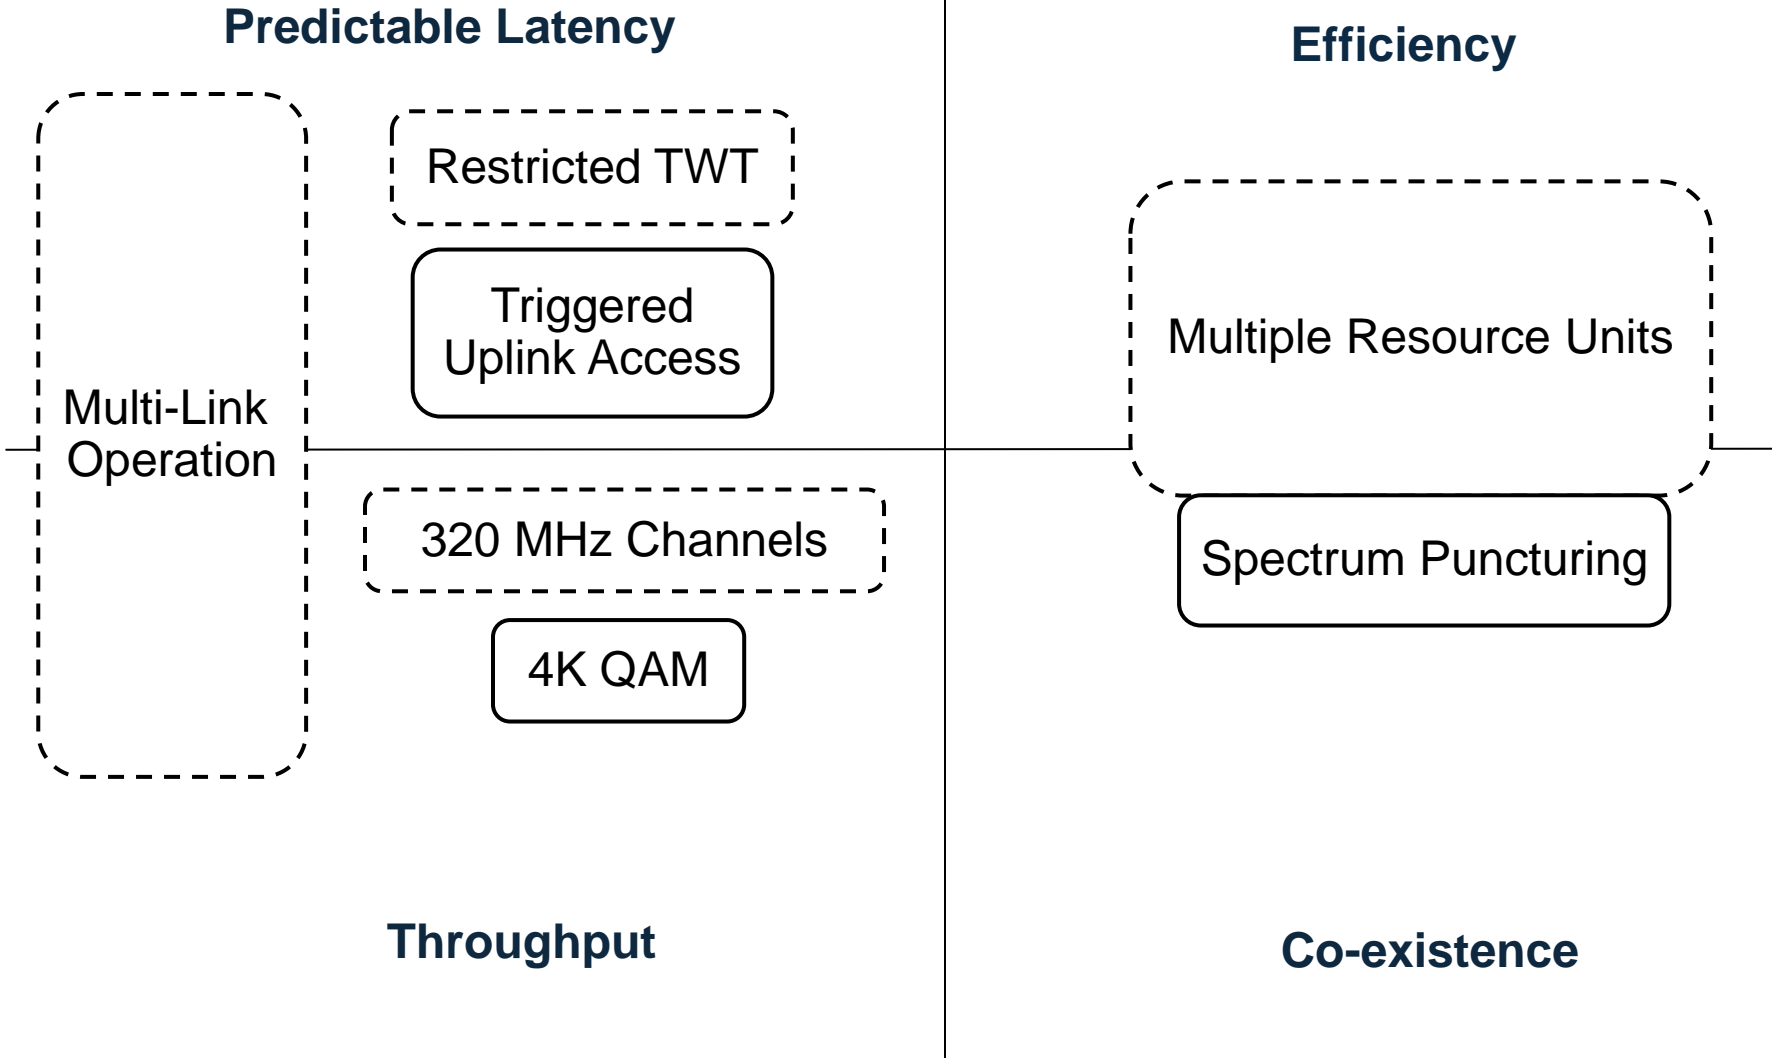 Predictable Latency
Efficiency
Restricted TWT
Triggered
Uplink Access
Multiple Resource Units
Multi-Link
Operation
320 MHz Channels
Spectrum Puncturing
4K QAM
Throughput
Co-existence